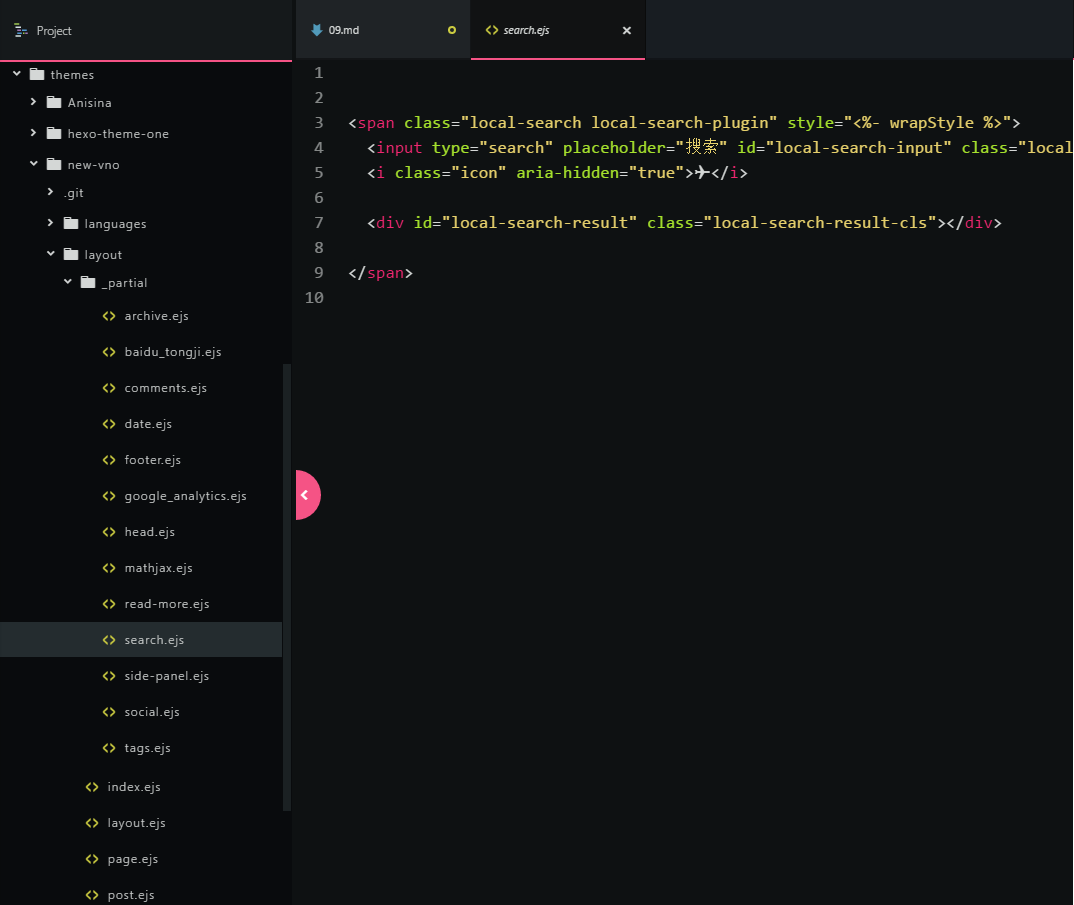 Project
themes
Anisina
hexo-theme-one
new-vno
.git
languages
layout
_partial
archive.ejs
baidu_tongji.ejs
comments.ejs
date.ejs
footer.ejs
google_analytics.ejs
head.ejs
mathjax.ejs
read-more.ejs
search.ejs
side-panel.ejs
social.ejs
tags.ejs
index.ejs
layout.ejs
page.ejs
post.ejs
09.md
search.ejs
1
2
3 <span class="local-search local-search-plugin" style="<%- wrapStyle %>">
4 <input type="search" placeholder="搜索" id="local-search-input" class="local
5 <i class="icon" aria-hidden="true">✈</i>
6
7 <div id="local-search-result" class="local-search-result-cls"></div>
8
9 </span>
10